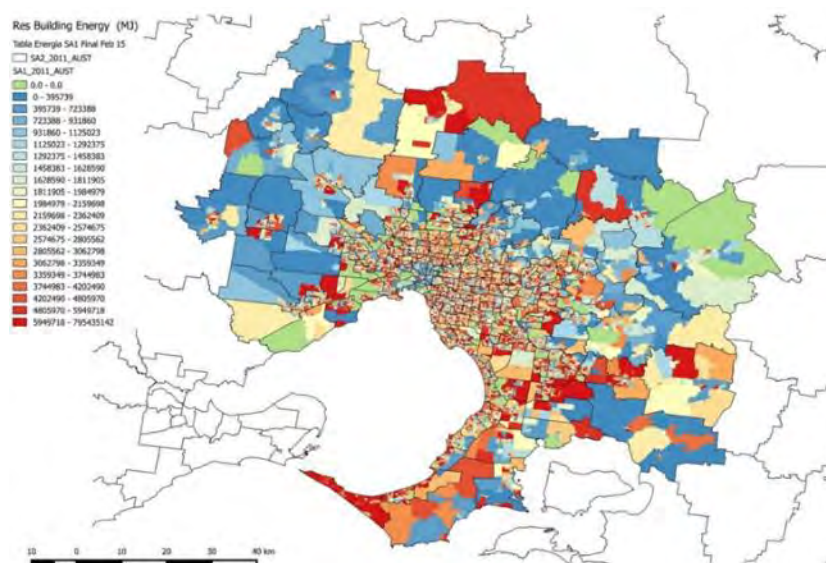 Res Building Energy (MJ)
Tabla Energia SA1 Final Feb 15
SA2_2011_AUST
SA1_2011_AUST
0.0 - 0.0
0 - 395739
395739 - 723388
723388 - 931860
931860 - 1125023
1125023 - 1292375
1292375 - 1458383
1458383 - 1628590
1628590 - 1811905
1811905 - 1984979
1984979 - 2159698
2159698 - 2362409
2362409 - 2574675
2574675 - 2805562
2805562 - 3062798
3062798 - 3359349
3359349 - 3744983
3744983 - 4202490
4202490 - 4805970
4805970 - 5949718
5949718 - 795435142
10 0 10 20 30 40 km